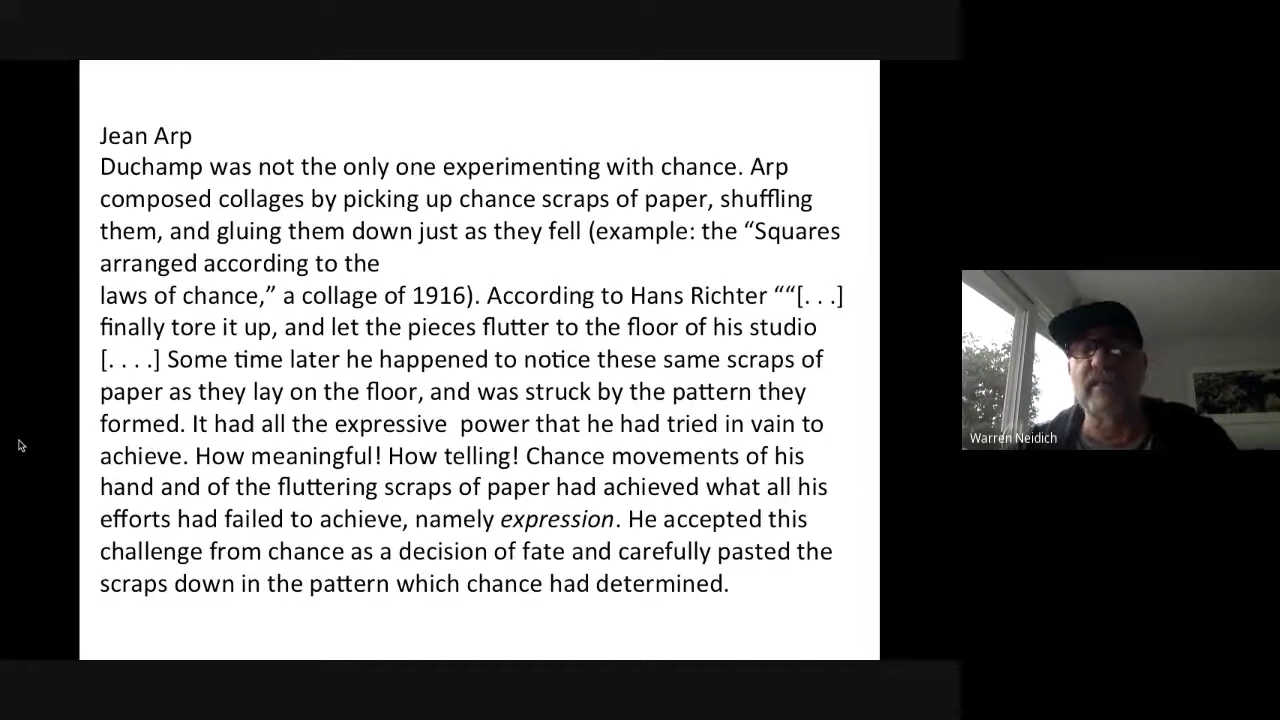 Jean Arp
Duchamp was not the only one experimenting with chance. Arp
composed collages by picking up chance scraps of paper, shuffling
them, and gluing them down just as they fell (example: the “Squares
arranged according to the
laws of chance,” a collage of 1916). According to Hans Richter ““[. . .]
finally tore it up, and let the pieces flutter to the floor of his studio
[. . . .] Some time later he happened to notice these same scraps of
paper as they lay on the floor, and was struck by the pattern they
formed. It had all the expressive  power that he had tried in vain to
achieve. How meaningful! How telling! Chance movements of his
hand and of the fluttering scraps of paper had achieved what all his
efforts had failed to achieve, namely expression. He accepted this
challenge from chance as a decision of fate and carefully pasted the
scraps down in the pattern which chance had determined.
Warren Neidich